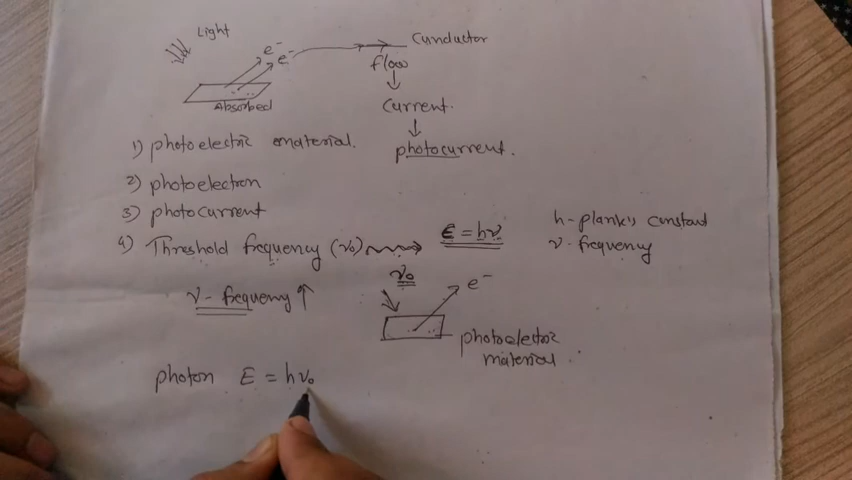 Light
e⁻
e⁻
Cunductor
flow
Absorbed
Current.
1) photoelectric material.
photocurrent.
2) photoelectron
3) photocurrent
4) Threshold frequency (ν₀)
E = hν
h - plank's constant
ν - frequency
ν₀
e⁻
ν - frequency ↑
photoelectric
material
photon E = hν₀